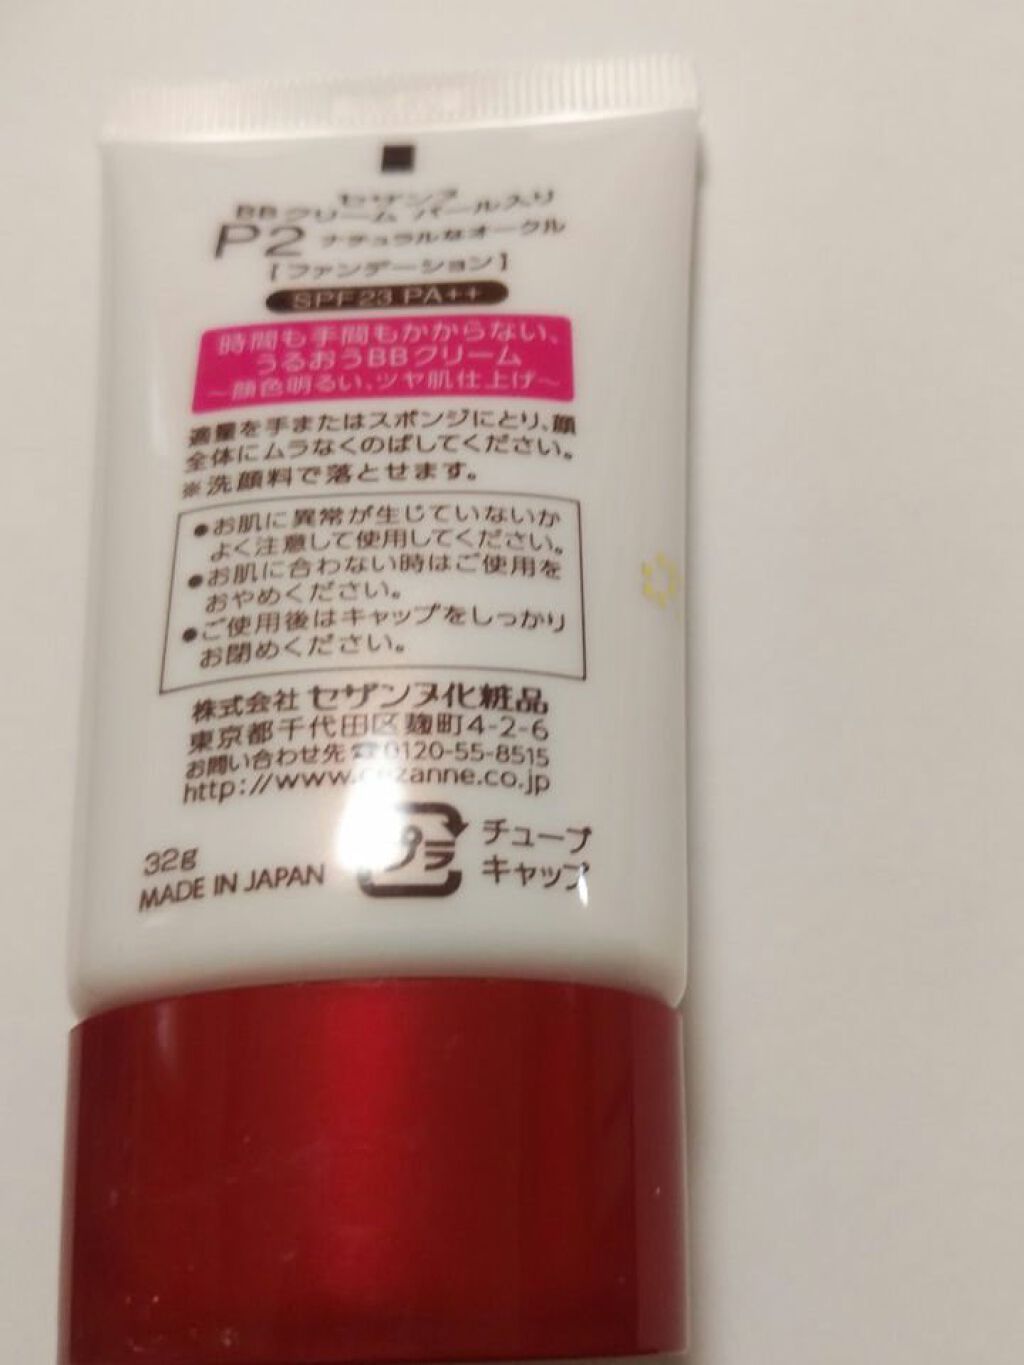 セザンヌ
BBクリーム パール入り
P2 ナチュラルなオークル
[ファンデーション]
SPF23 PA++
時間も手間もかからない、
うるおうBBクリーム
～顔色明るい、ツヤ肌仕上げ～
適量を手またはスポンジにとり、顔
全体にムラなくのばしてください。
※洗顔料で落とせます。
●お肌に異常が生じていないか
よく注意して使用してください。
●お肌に合わない時はご使用を
おやめください。
●ご使用後はキャップをしっかり
お閉めください。
株式会社 セザンヌ化粧品
東京都千代田区麹町4-2-6
お問い合わせ先☎0120-55-8515
http://www.cezanne.co.jp
プラ
チューブ
キャップ
32g
MADE IN JAPAN